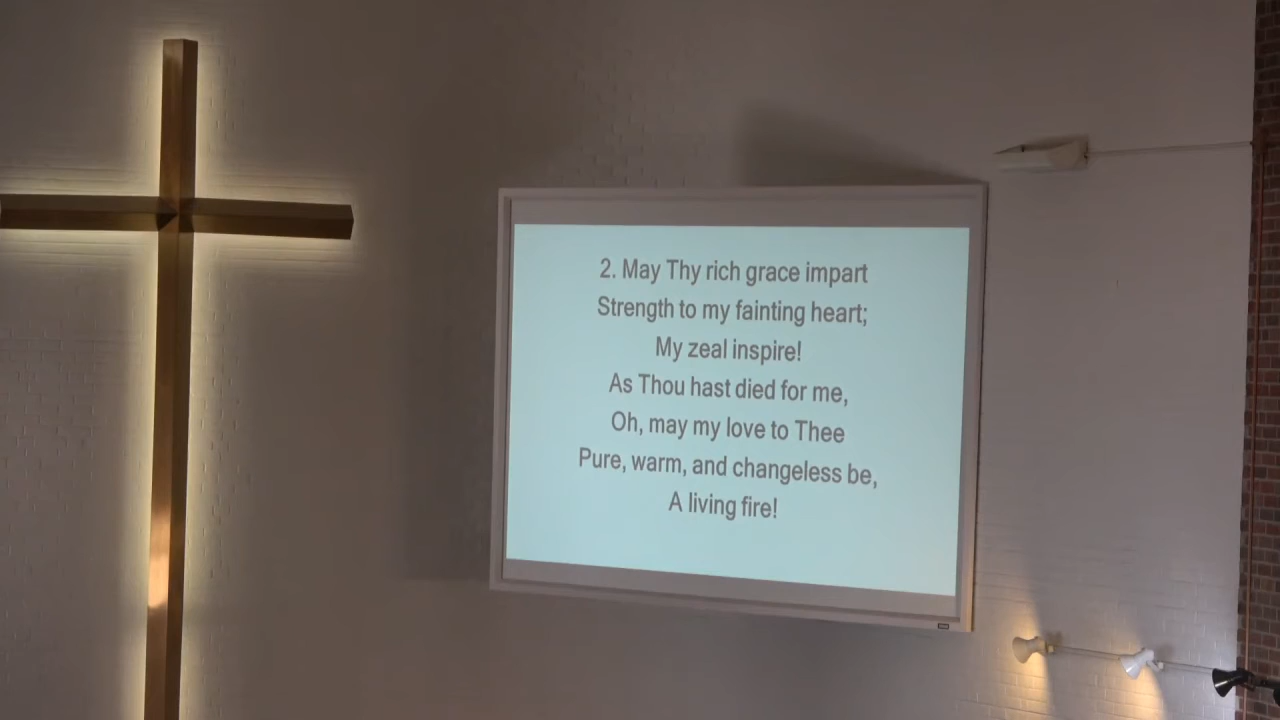 2. May Thy rich grace impart
Strength to my fainting heart;
My zeal inspire!
As Thou hast died for me,
Oh, may my love to Thee
Pure, warm, and changeless be,
A living fire!